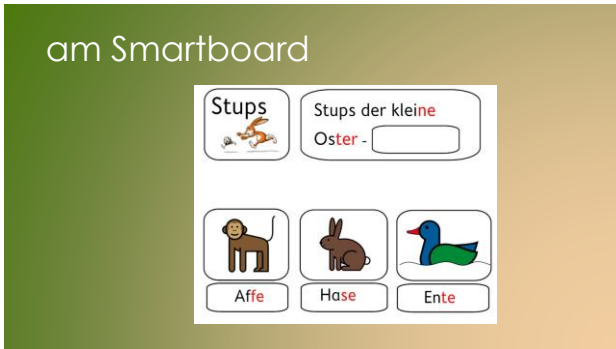 am Smartboard
Stups
Stups der kleine
Oster -
Affe
Hase
Ente